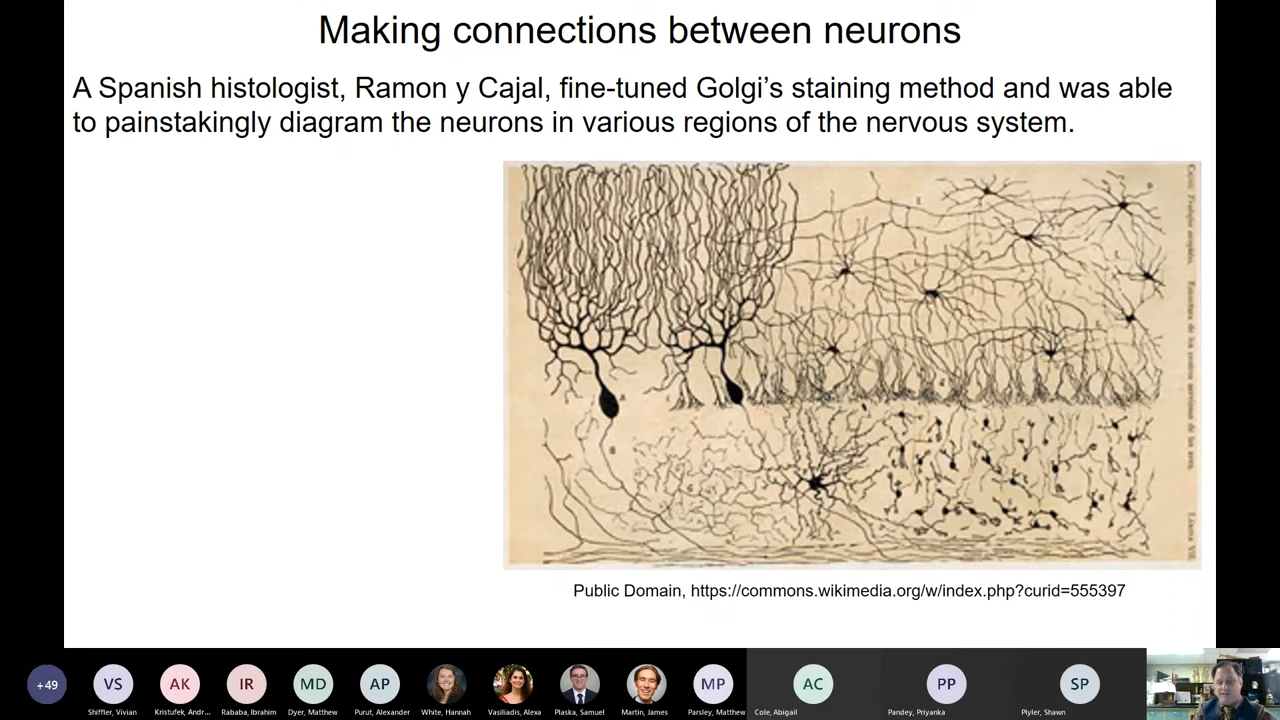 Making connections between neurons
A Spanish histologist, Ramon y Cajal, fine-tuned Golgi’s staining method and was able
to painstakingly diagram the neurons in various regions of the nervous system.
Public Domain, https://commons.wikimedia.org/w/index.php?curid=555397
+49 VS AK IR MD AP MP AC PP SP
Shiffler, Vivian Kristufek, Andr... Rababa, Ibrahim Dyer, Matthew Purut, Alexander White, Hannah Vasiliadis, Alexa Plaska, Samuel Martin, James Parsley, Matthew Cole, Abigail Pandey, Priyanka Plyler, Shawn